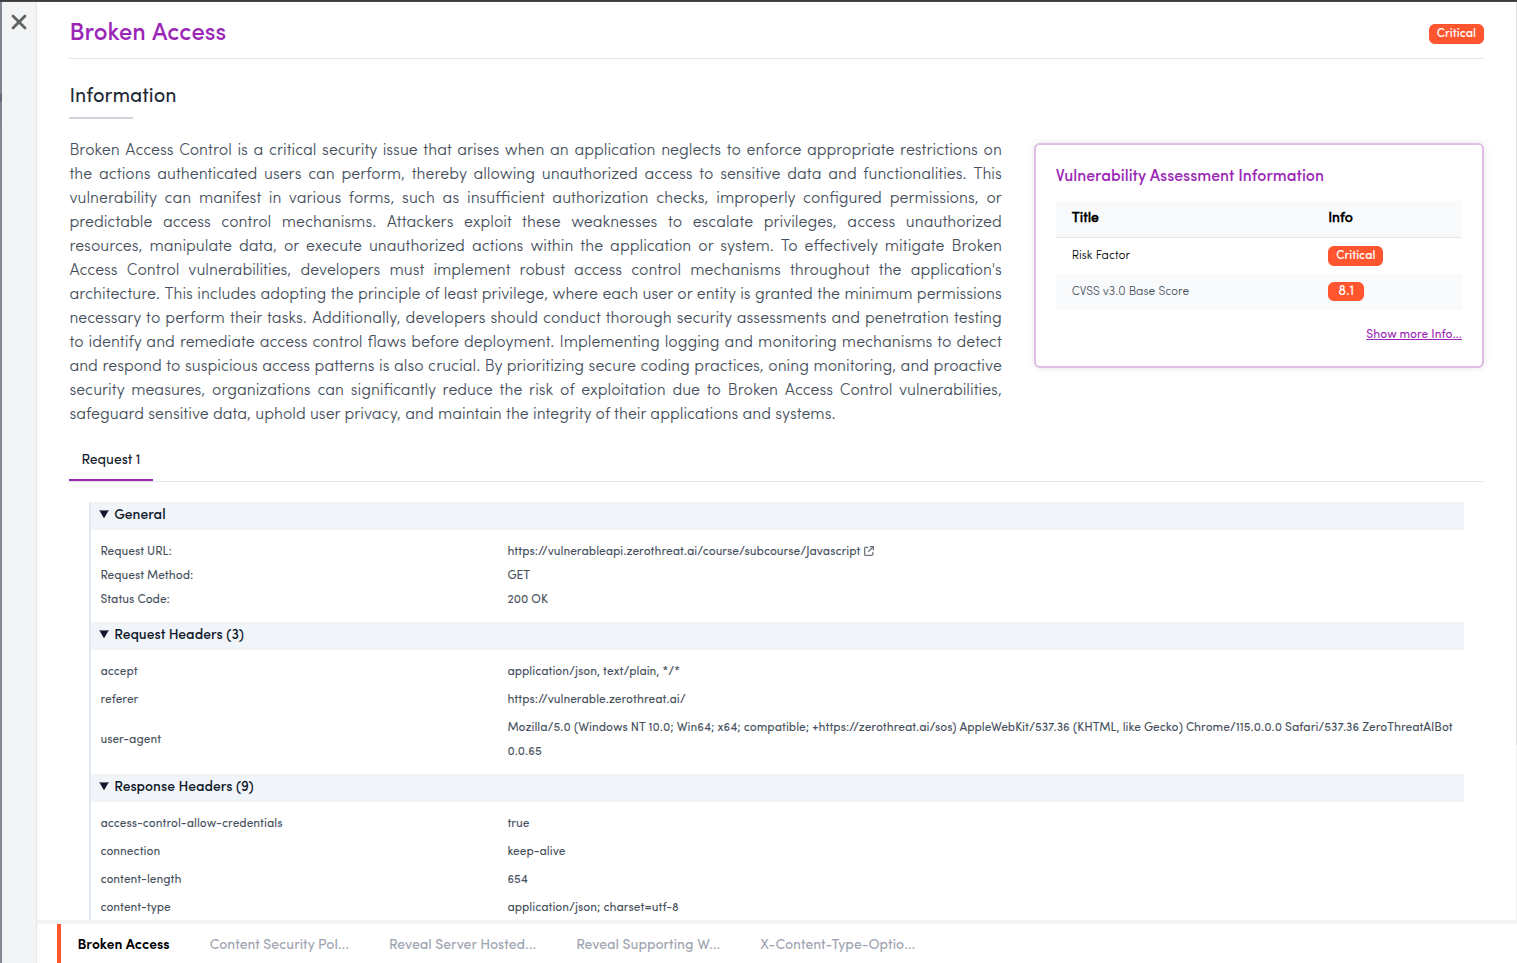 Broken Access
Critical
Information
Broken Access Control is a critical security issue that arises when an application neglects to enforce appropriate restrictions on
the actions authenticated users can perform, thereby allowing unauthorized access to sensitive data and functionalities. This
vulnerability can manifest in various forms, such as insufficient authorization checks, improperly configured permissions, or
predictable access control mechanisms. Attackers exploit these weaknesses to escalate privileges, access unauthorized
resources, manipulate data, or execute unauthorized actions within the application or system. To effectively mitigate Broken
Access Control vulnerabilities, developers must implement robust access control mechanisms throughout the application's
architecture. This includes adopting the principle of least privilege, where each user or entity is granted the minimum permissions
necessary to perform their tasks. Additionally, developers should conduct thorough security assessments and penetration testing
to identify and remediate access control flaws before deployment. Implementing logging and monitoring mechanisms to detect
and respond to suspicious access patterns is also crucial. By prioritizing secure coding practices, oning monitoring, and proactive
security measures, organizations can significantly reduce the risk of exploitation due to Broken Access Control vulnerabilities,
safeguard sensitive data, uphold user privacy, and maintain the integrity of their applications and systems.
Vulnerability Assessment Information
Title Info
Risk Factor Critical
CVSS v3.0 Base Score 8.1
Show more Info...
Request 1
General
Request URL: https://vulnerableapi.zerothreat.ai/course/subcourse/Javascript
Request Method: GET
Status Code: 200 OK
Request Headers (3)
accept application/json, text/plain, */*
referer https://vulnerable.zerothreat.ai/
user-agent Mozilla/5.0 (Windows NT 10.0; Win64; x64; compatible; +https://zerothreat.ai/sos) AppleWebKit/537.36 (KHTML, like Gecko) Chrome/115.0.0.0 Safari/537.36 ZeroThreatAIBot
0.0.65
Response Headers (9)
access-control-allow-credentials true
connection keep-alive
content-length 654
content-type application/json; charset=utf-8
Broken Access Content Security Pol... Reveal Server Hosted... Reveal Supporting W... X-Content-Type-Optio...